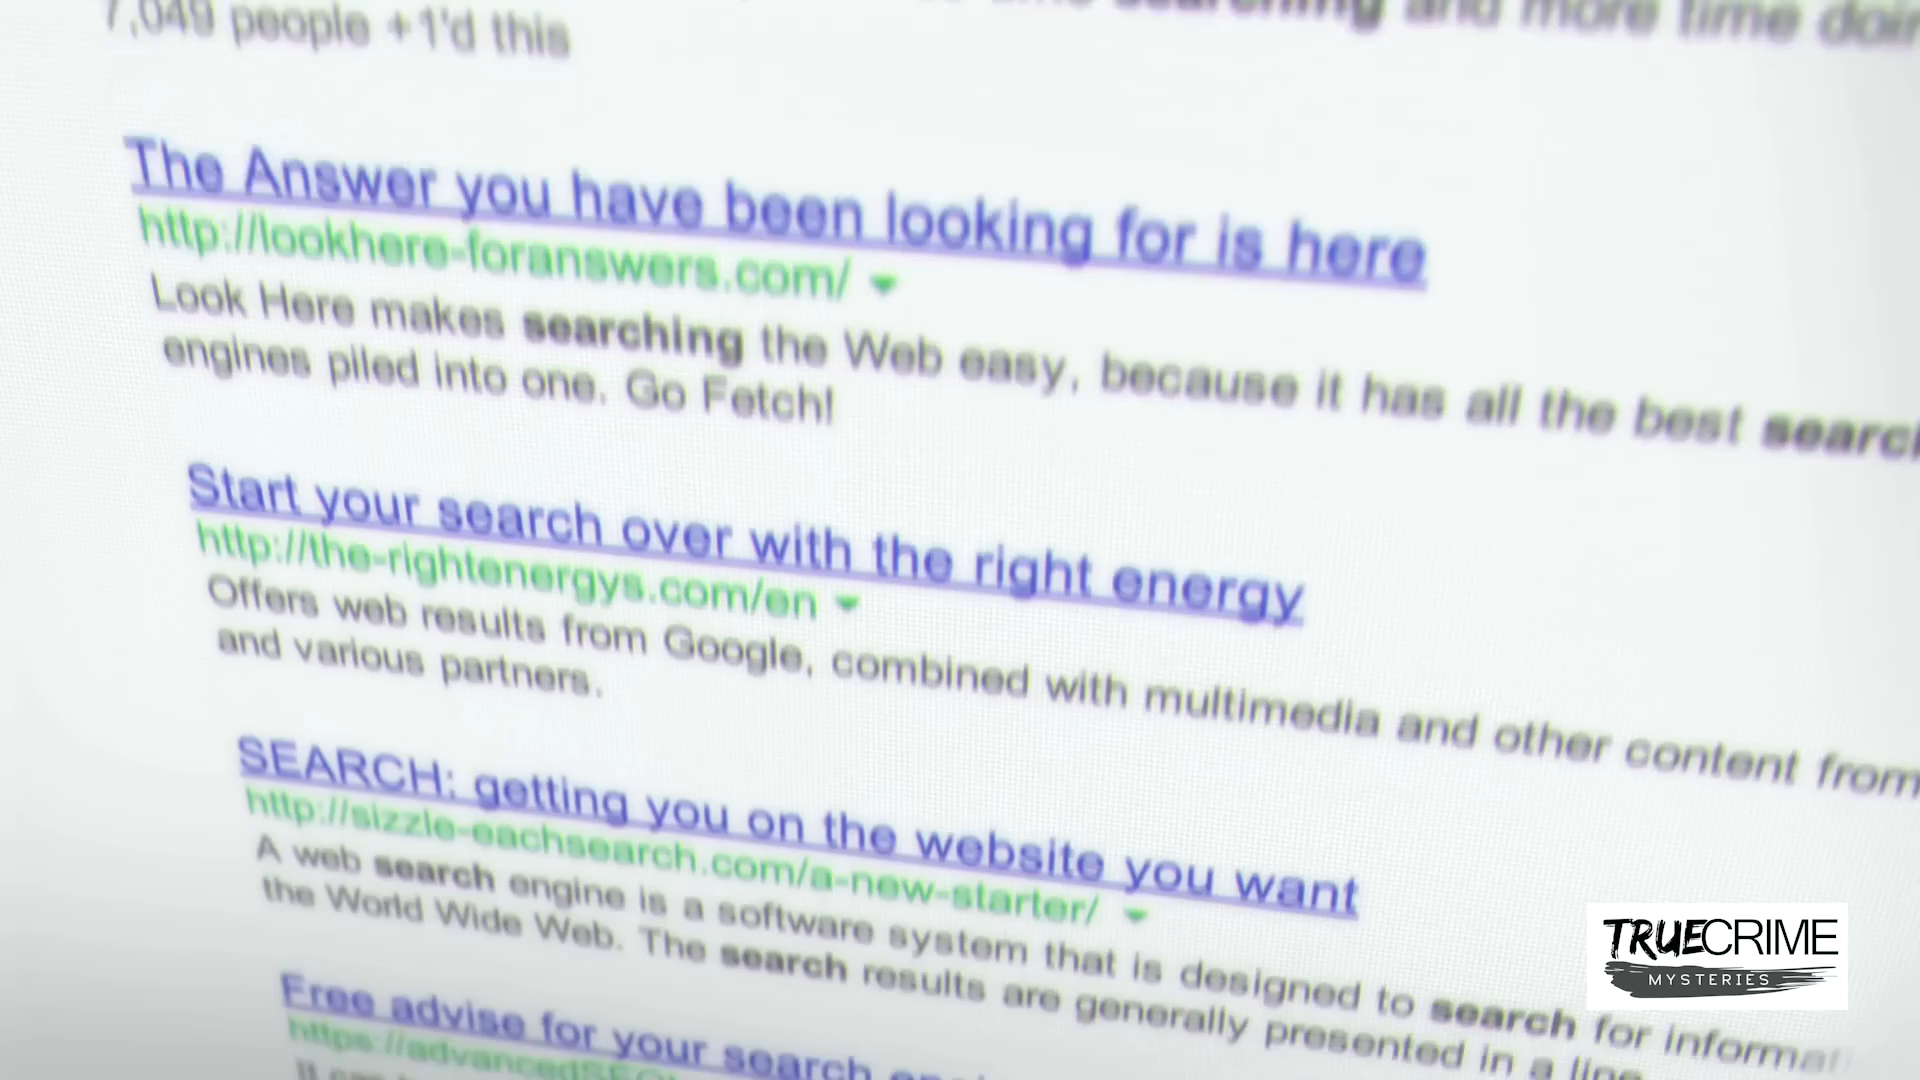 7,049 people +1'd this
searching and more time
The Answer you have been looking for is here
http://lookhere-foranswers.com/
Look Here makes searching the Web easy, because it has all the best
engines piled into one. Go Fetch!
Start your search over with the right energy
http://the-rightenergys.com/en
Offers web results from Google, combined with multimedia and other content from
and various partners.
SEARCH: getting you on the website you want
http://sizzle-eachsearch.com/a-new-starter/
A web search engine is a software system that is designed to search for
the World Wide Web. The search results are generally presented in a
Free advise for your search
TRUECRIME
MYSTERIES